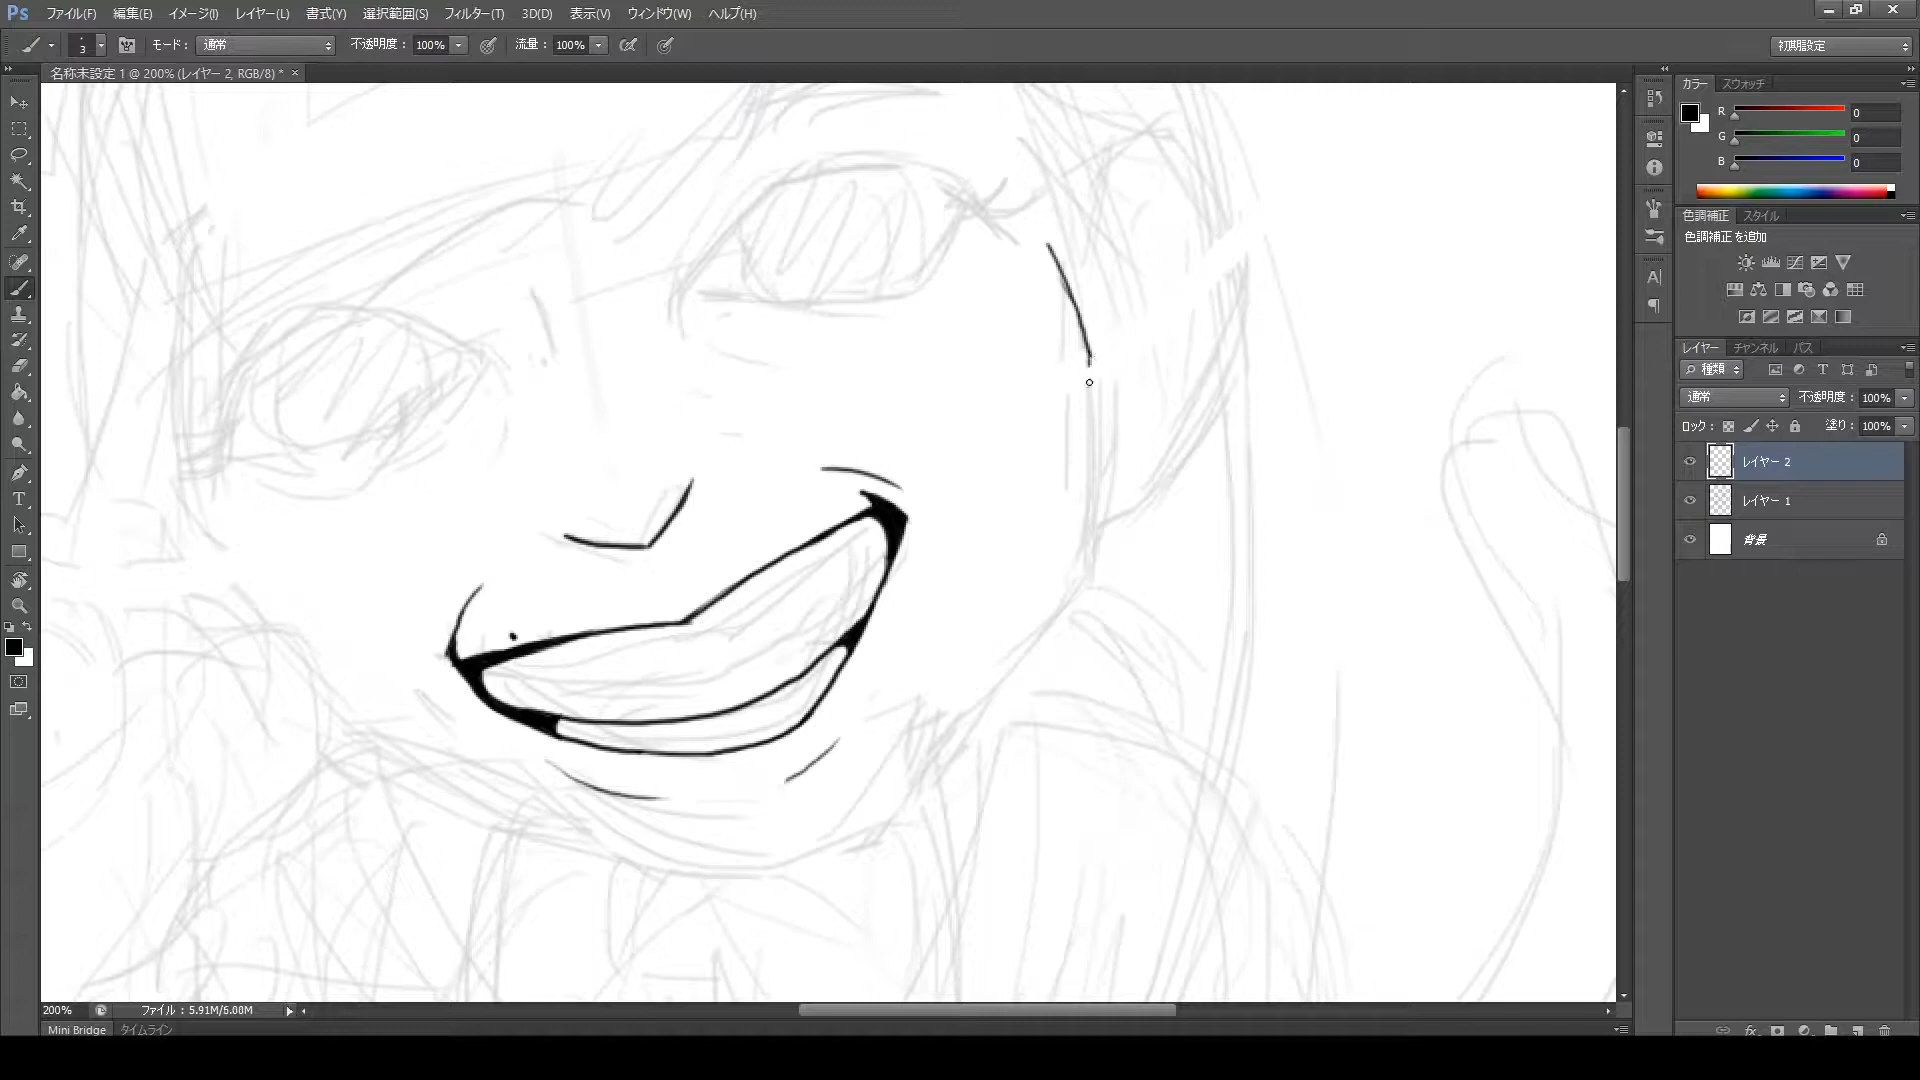 Ps ファイル(F) 編集(E) イメージ(I) レイヤー(L) 書式(Y) 選択範囲(S) フィルター(T) 3D(D) 表示(V) ウィンドウ(W) ヘルプ(H)
3 モード： 通常 不透明度： 100% 流量： 100% 初期設定
名称未設定 1 @ 200% (レイヤー 2, RGB/8) * ×
カラー スウォッチ
R 0
G 0
B 0
色調補正 スタイル
色調補正を追加
レイヤー チャンネル パス
種類
通常 不透明度： 100%
ロック： 塗り： 100%
レイヤー 2
レイヤー 1
背景
200% ファイル：5.91M/6.00M
Mini Bridge タイムライン